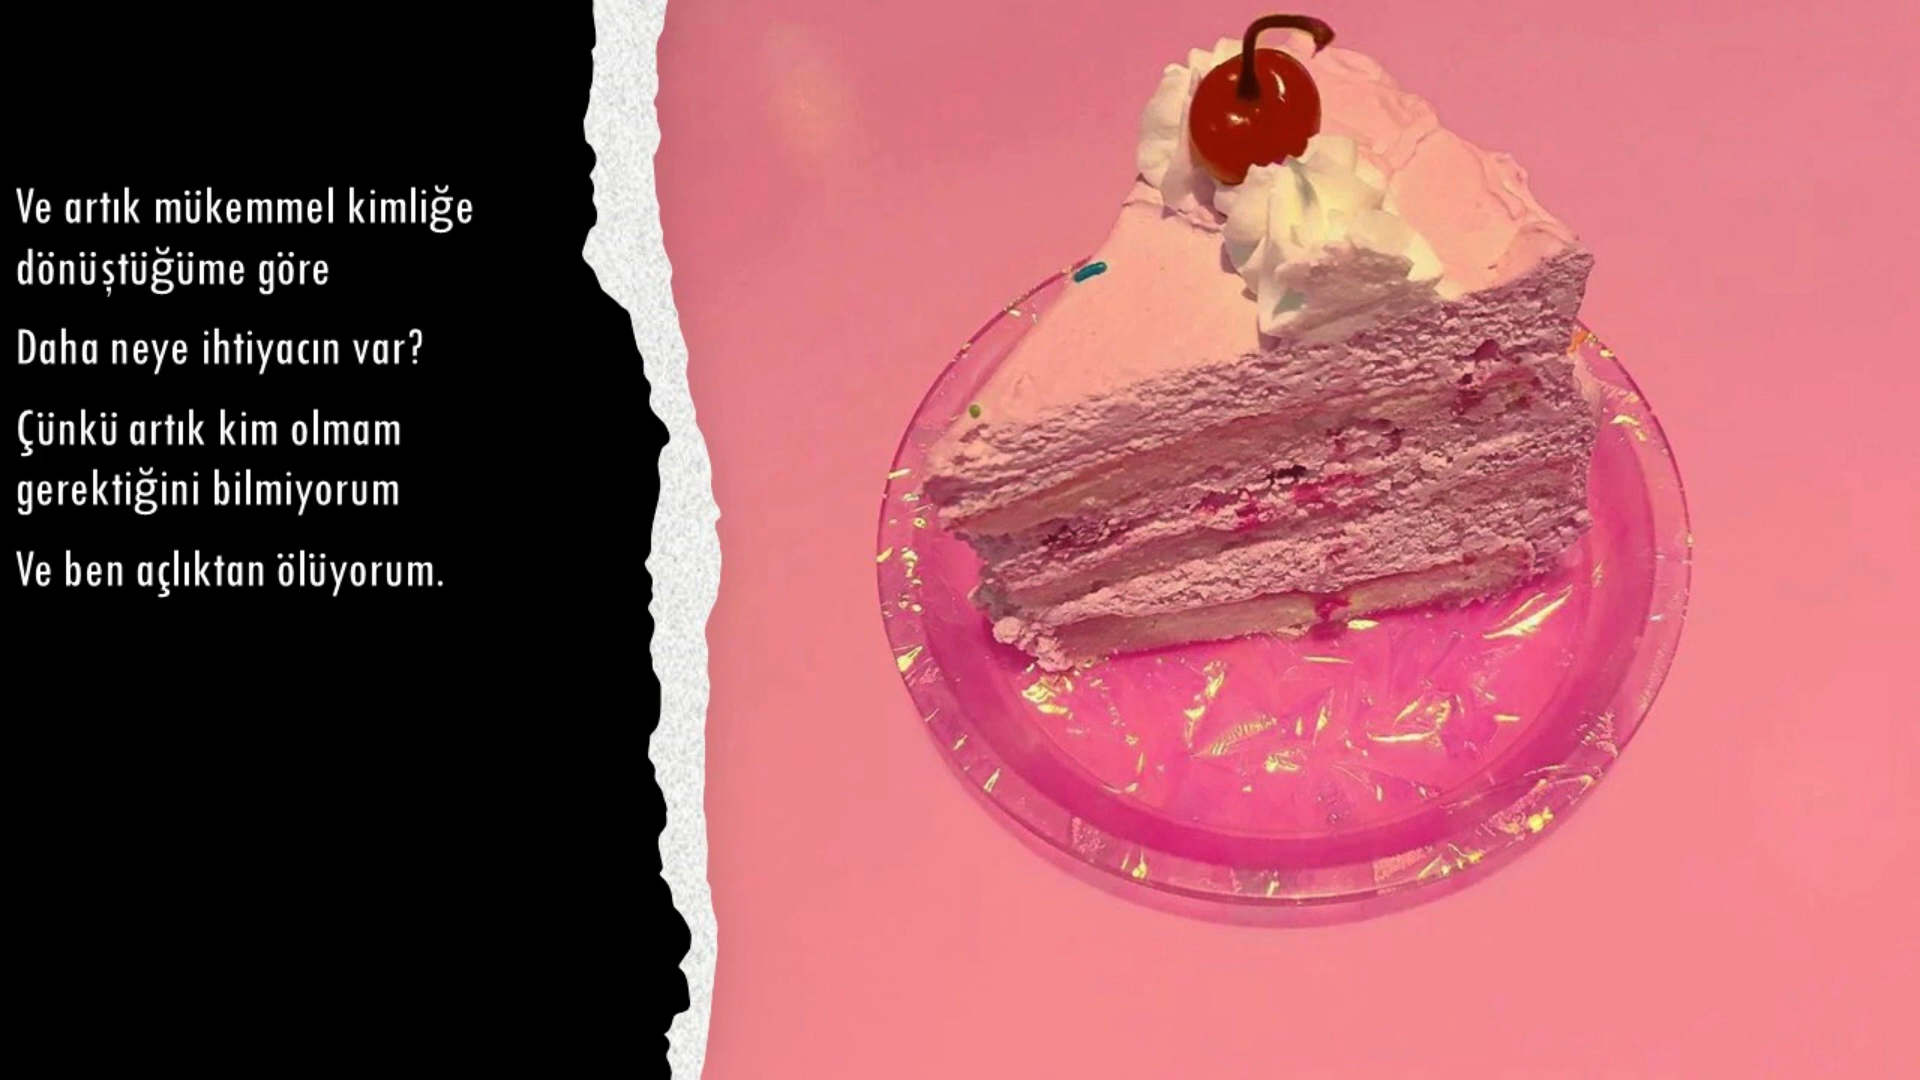 Ve artık mükemmel kimliğe
dönüştüğüme göre
Daha neye ihtiyacın var?
Çünkü artık kim olmam
gerektiğini bilmiyorum
Ve ben açlıktan ölüyorum.